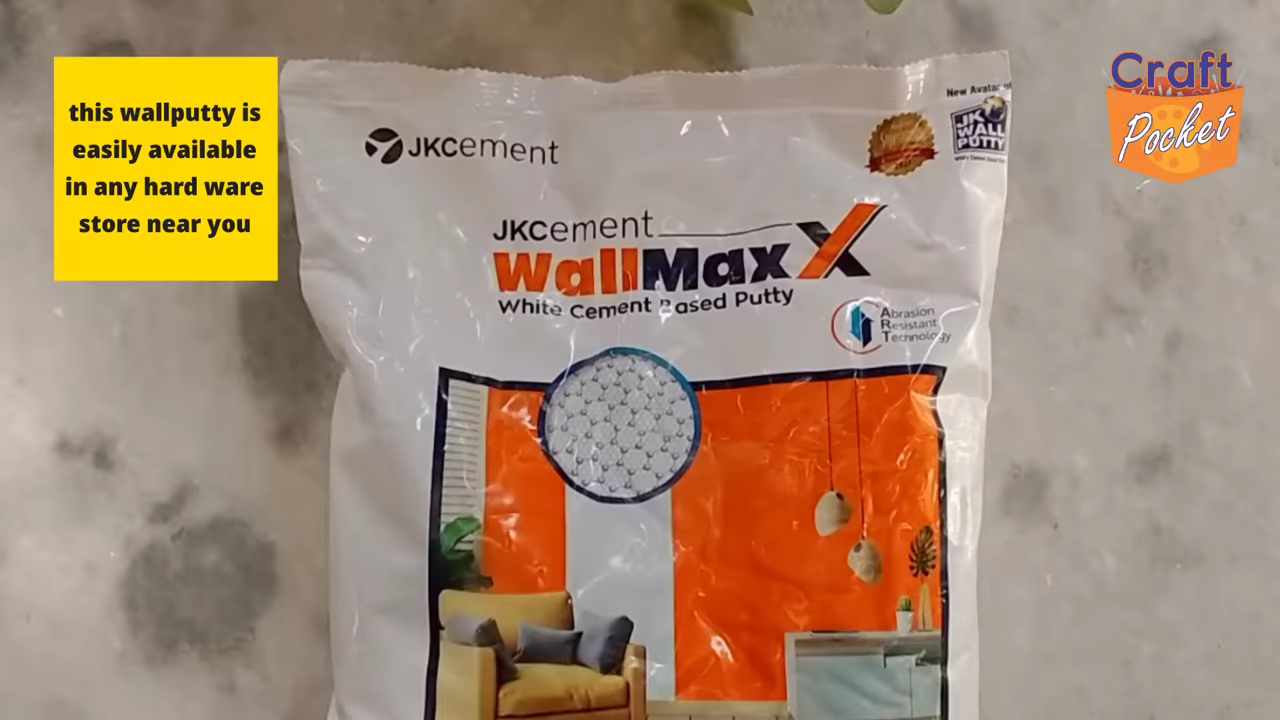 this wallputty is
easily available
in any hard ware
store near you
Craft
Pocket
New Avatar of
JK
WALL
PUTTY
JKCement
JKCement
WallMaxX
White Cement Based Putty
Abrasion
Resistant
Technology